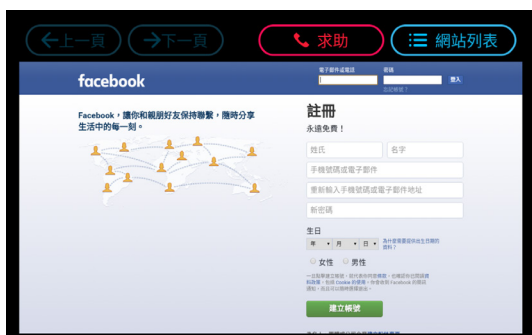 上一頁
下一頁
求助
網站列表
facebook
電子郵件或電話
密碼
登入
忘記帳號？
Facebook，讓你和親朋好友保持聯繫，隨時分享
生活中的每一刻。
註冊
永遠免費！
姓氏
名字
手機號碼或電子郵件
重新輸入手機號碼或電子郵件地址
新密碼
生日
年
月
日
為什麼需要提供出生日期的
資料？
女性
男性
建立帳號